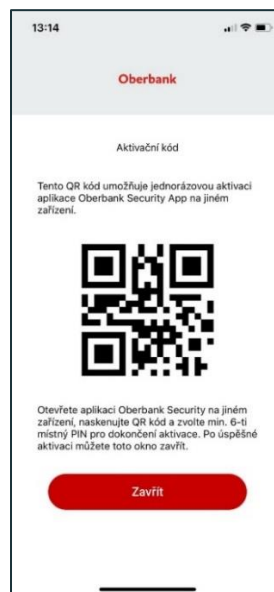 13:14
Oberbank
Aktivační kód
Tento QR kód umožňuje jednorázovou aktivaci
aplikace Oberbank Security App na jiném
zařízení.
Otevřete aplikaci Oberbank Security na jiném
zařízení, naskenujte QR kód a zvolte min. 6-ti
místný PIN pro dokončení aktivace. Po úspěšné
aktivaci můžete toto okno zavřít.
Zavřít